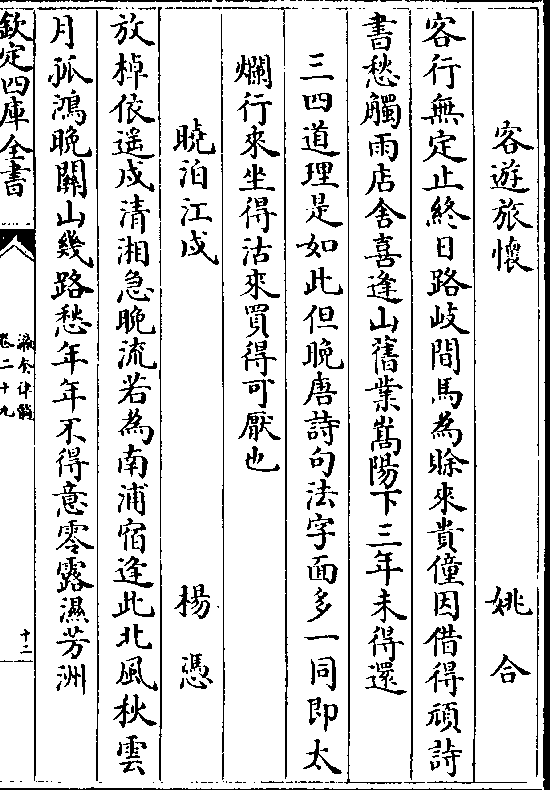 客遊旅懷　姚合
客行無定止終日路岐間馬為賒來貴僮因借得頑詩
書愁觸雨店舍喜逢山舊業嵩陽下三年未得還
三四道理是如此但晚唐詩句法字面多一同即太
爛行來坐得沽來買得可厭也
曉泊江戍　楊憑
放棹依遥戍清湘急晚流若為南浦宿逢此北風秋雲
月孤鴻晚關山幾路愁年年不得意零露濕芳洲
欽定四庫全書
瀛奎律髓
卷二十九
十二